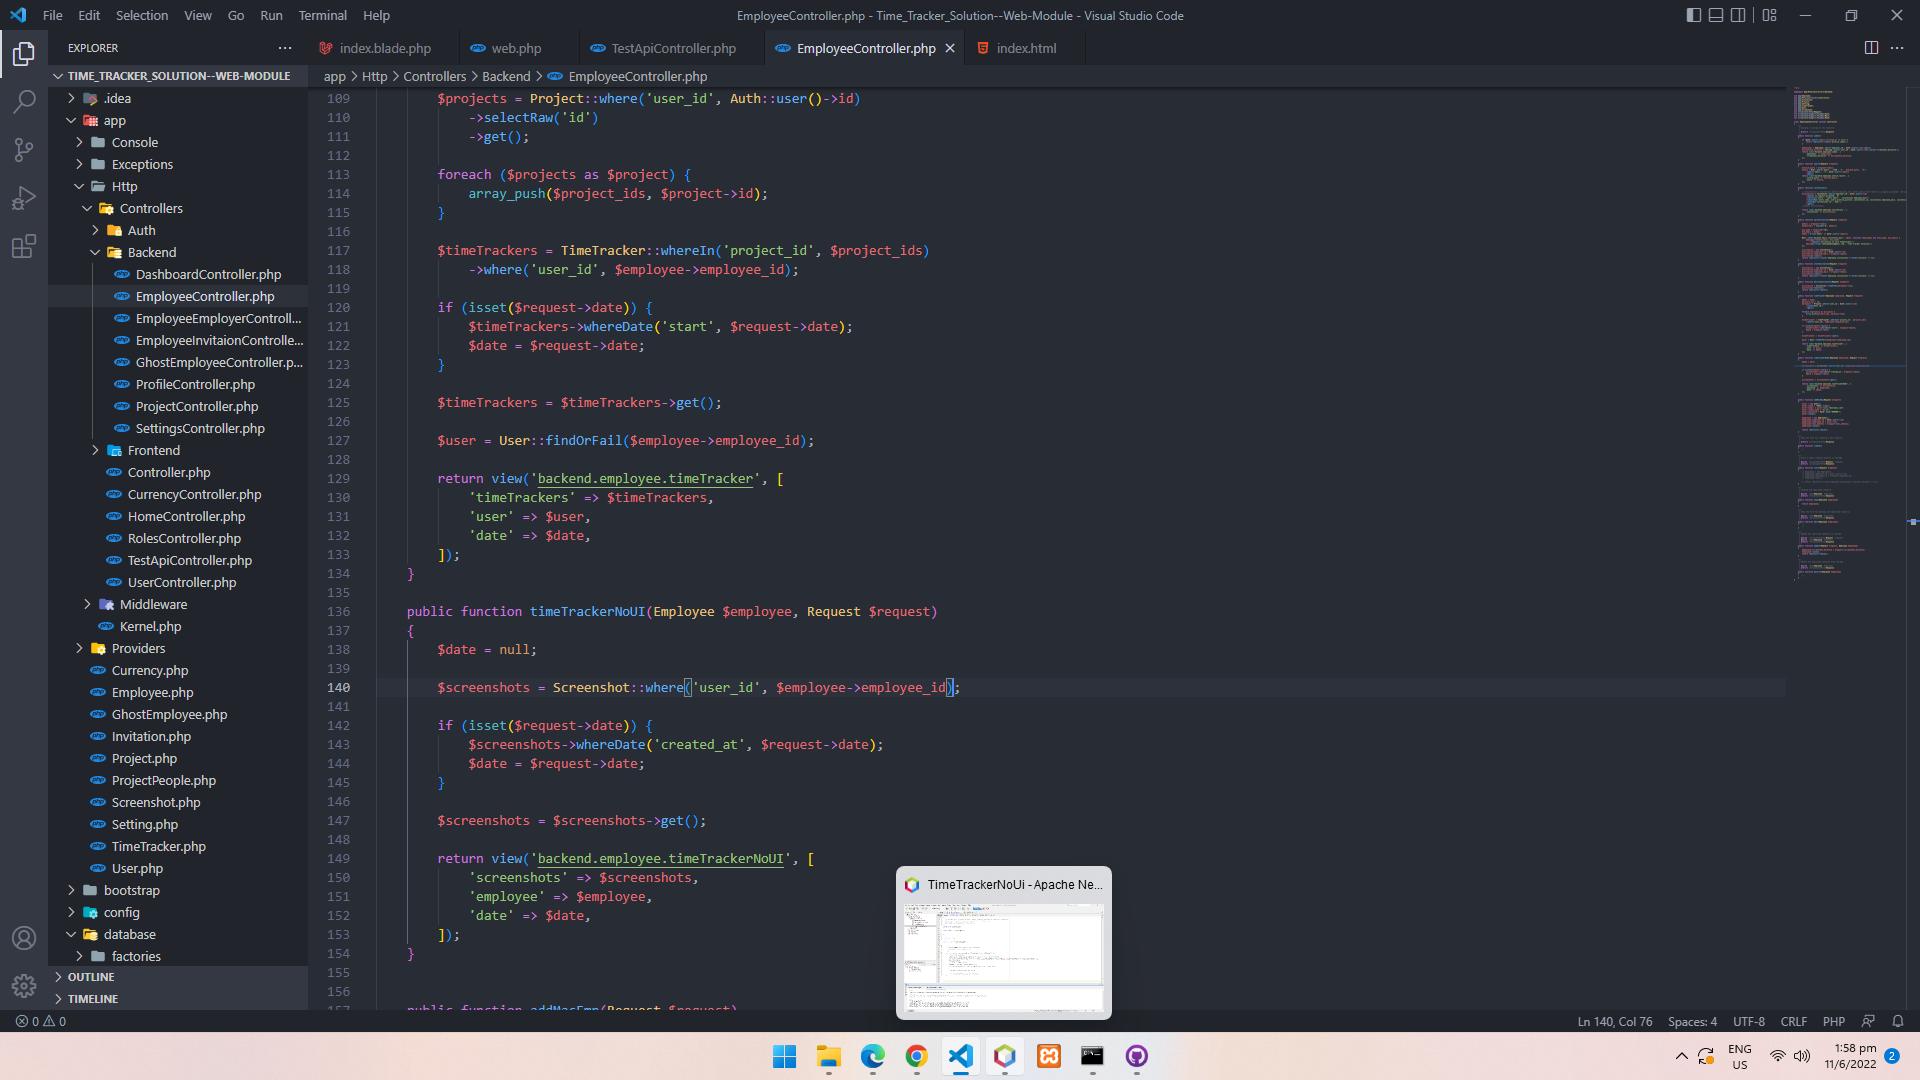 File Edit Selection View Go Run Terminal Help
EmployeeController.php - Time_Tracker_Solution--Web-Module - Visual Studio Code
EXPLORER
index.blade.php
web.php
TestApiController.php
EmployeeController.php
index.html
TIME_TRACKER_SOLUTION--WEB-MODULE
app > Http > Controllers > Backend > EmployeeController.php
.idea
app
Console
Exceptions
Http
Controllers
Auth
Backend
DashboardController.php
EmployeeController.php
EmployeeEmployerControll...
EmployeeInvitaionControlle...
GhostEmployeeController.p...
ProfileController.php
ProjectController.php
SettingsController.php
Frontend
Controller.php
CurrencyController.php
HomeController.php
RolesController.php
TestApiController.php
UserController.php
Middleware
Kernel.php
Providers
Currency.php
Employee.php
GhostEmployee.php
Invitation.php
Project.php
ProjectPeople.php
Screenshot.php
Setting.php
TimeTracker.php
User.php
bootstrap
config
database
factories
OUTLINE
TIMELINE
109 $projects = Project::where('user_id', Auth::user()->id)
110 ->selectRaw('id')
111 ->get();
112
113 foreach ($projects as $project) {
114 array_push($project_ids, $project->id);
115 }
116
117 $timeTrackers = TimeTracker::whereIn('project_id', $project_ids)
118 ->where('user_id', $employee->employee_id);
119
120 if (isset($request->date)) {
121 $timeTrackers->whereDate('start', $request->date);
122 $date = $request->date;
123 }
124
125 $timeTrackers = $timeTrackers->get();
126
127 $user = User::findOrFail($employee->employee_id);
128
129 return view('backend.employee.timeTracker', [
130 'timeTrackers' => $timeTrackers,
131 'user' => $user,
132 'date' => $date,
133 ]);
134 }
135
136 public function timeTrackerNoUI(Employee $employee, Request $request)
137 {
138 $date = null;
139
140 $screenshots = Screenshot::where('user_id', $employee->employee_id);
141
142 if (isset($request->date)) {
143 $screenshots->whereDate('created_at', $request->date);
144 $date = $request->date;
145 }
146
147 $screenshots = $screenshots->get();
148
149 return view('backend.employee.timeTrackerNoUI', [
150 'screenshots' => $screenshots,
151 'employee' => $employee,
152 'date' => $date,
153 ]);
154 }
155
156
157 public function addMacEmp(Request $request)
TimeTrackerNoUi - Apache Ne...
0 0
Ln 140, Col 76 Spaces: 4 UTF-8 CRLF PHP
ENG
US
1:58 pm
11/6/2022
2